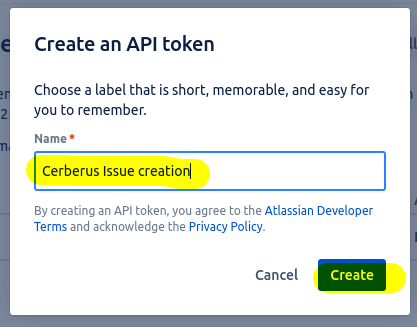 Create an API token
Choose a label that is short, memorable, and easy for
you to remember.
Name *
Cerberus Issue creation
By creating an API token, you agree to the Atlassian Developer
Terms and acknowledge the Privacy Policy.
Cancel
Create